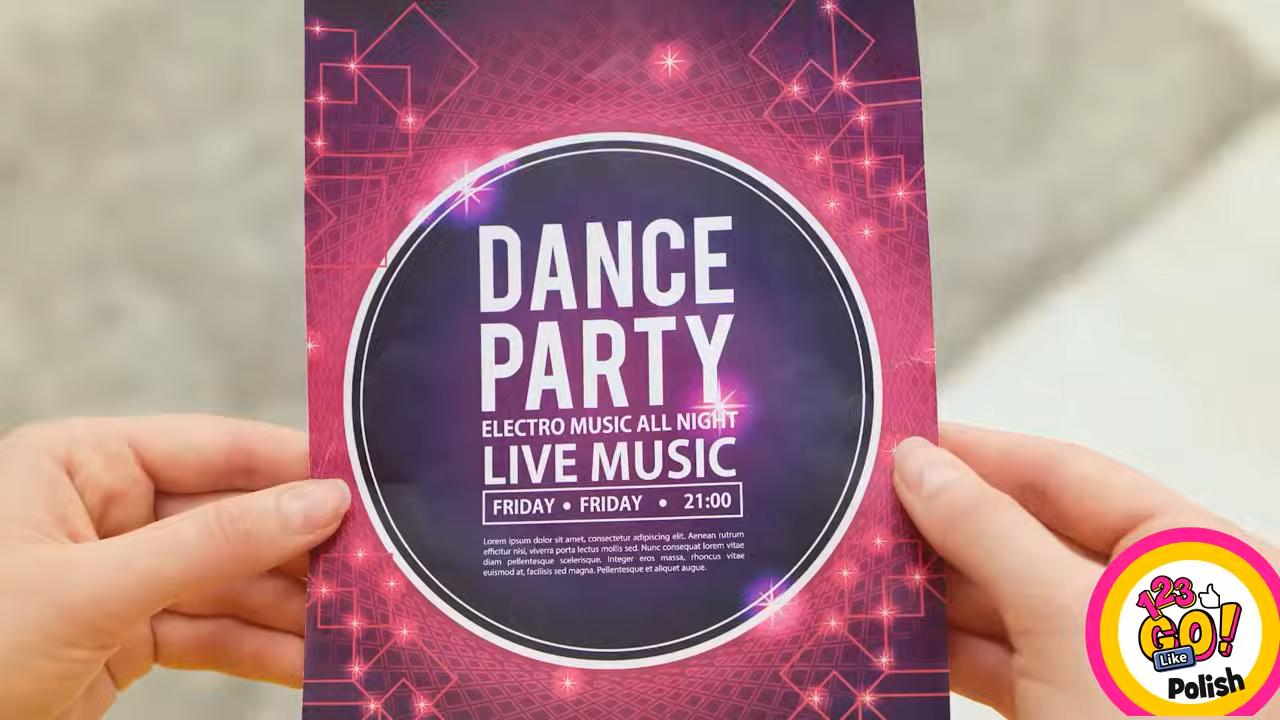 DANCE
PARTY
ELECTRO MUSIC ALL NIGHT
LIVE MUSIC
FRIDAY • FRIDAY • 21:00
Lorem ipsum dolor sit amet, consectetur adipiscing elit. Aenean rutrum
efficitur nisi, viverra porta lectus mollis sed. Nunc consequat lorem vitae
diam pellentesque scelerisque. Integer eros massa, rhoncus vitae
euismod at, facilisis sed magna. Pellentesque et aliquet augue.
123
GO!
Like
Polish